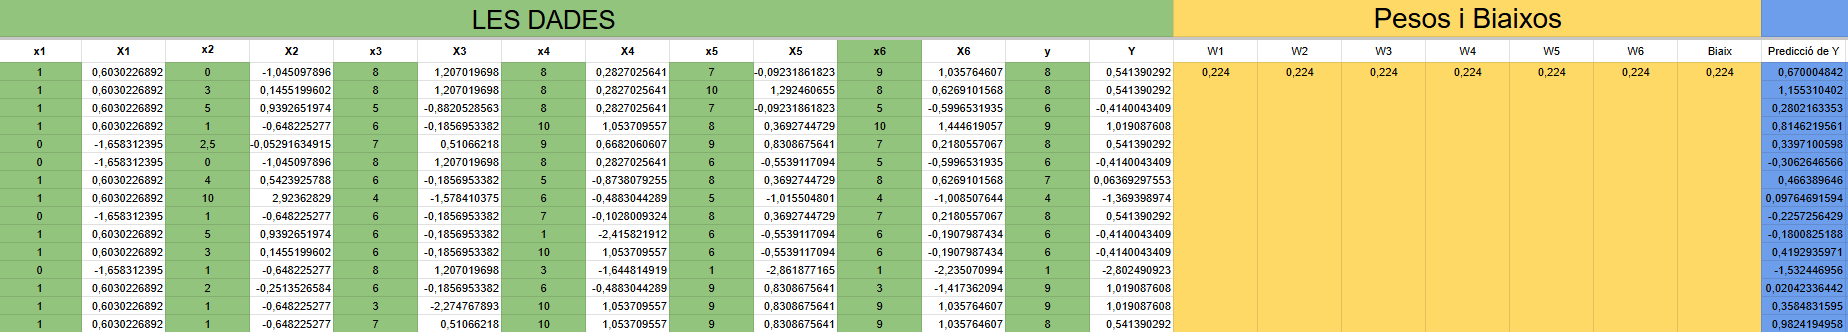 LES DADES Pesos i Biaixos
x1 X1 x2 X2 x3 X3 x4 X4 x5 X5 x6 X6 y Y W1 W2 W3 W4 W5 W6 Biaix Predicció de Y
1 0,6030226892 0 -1,045097896 8 1,207019698 8 0,2827025641 7 -0,09231861823 9 1,035764607 8 0,541390292 0,224 0,224 0,224 0,224 0,224 0,224 0,224 0,670004842
1 0,6030226892 3 0,1455199602 8 1,207019698 8 0,2827025641 10 1,292460655 8 0,6269101568 8 0,541390292 1,155310402
1 0,6030226892 5 0,9392651974 5 -0,8820528563 8 0,2827025641 7 -0,09231861823 5 -0,5996531935 6 -0,4140043409 0,2802163353
1 0,6030226892 1 -0,648225277 6 -0,1856953382 10 1,053709557 8 0,3692744729 10 1,444619057 9 1,019087608 0,8146219561
0 -1,658312395 2,5 -0,05291634915 7 0,51066218 9 0,6682060607 9 0,8308675641 7 0,2180557067 8 0,541390292 0,3397100598
0 -1,658312395 0 -1,045097896 8 1,207019698 8 0,2827025641 6 -0,5539117094 5 -0,5996531935 6 -0,4140043409 -0,3062646566
1 0,6030226892 4 0,5423925788 6 -0,1856953382 5 -0,8738079255 8 0,3692744729 8 0,6269101568 7 0,06369297553 0,466389646
1 0,6030226892 10 2,92362829 4 -1,578410375 6 -0,4883044289 5 -1,015504801 4 -1,008507644 4 -1,369398974 0,09764691594
0 -1,658312395 1 -0,648225277 6 -0,1856953382 7 -0,1028009324 8 0,3692744729 7 0,2180557067 8 0,541390292 -0,2257256429
1 0,6030226892 5 0,9392651974 6 -0,1856953382 1 -2,415821912 6 -0,5539117094 6 -0,1907987434 6 -0,4140043409 -0,1800825188
1 0,6030226892 3 0,1455199602 6 -0,1856953382 10 1,053709557 6 -0,5539117094 6 -0,1907987434 6 -0,4140043409 0,4192935971
0 -1,658312395 1 -0,648225277 8 1,207019698 3 -1,644814919 1 -2,861877165 1 -2,235070994 1 -2,802490923 -1,532446956
1 0,6030226892 2 -0,2513526584 6 -0,1856953382 6 -0,4883044289 9 0,8308675641 3 -1,417362094 9 1,019087608 0,02042336442
1 0,6030226892 1 -0,648225277 3 -2,274767893 10 1,053709557 9 0,8308675641 9 1,035764607 9 1,019087608 0,3584831595
1 0,6030226892 1 -0,648225277 7 0,51066218 10 1,053709557 9 0,8308675641 9 1,035764607 8 0,541390292 0,9824194958